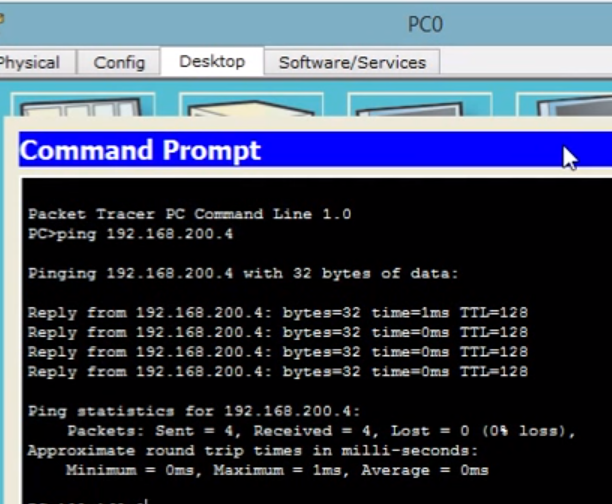 PC0
Physical Config Desktop Software/Services
Command Prompt
Packet Tracer PC Command Line 1.0
PC>ping 192.168.200.4
Pinging 192.168.200.4 with 32 bytes of data:
Reply from 192.168.200.4: bytes=32 time=1ms TTL=128
Reply from 192.168.200.4: bytes=32 time=0ms TTL=128
Reply from 192.168.200.4: bytes=32 time=0ms TTL=128
Reply from 192.168.200.4: bytes=32 time=0ms TTL=128
Ping statistics for 192.168.200.4:
Packets: Sent = 4, Received = 4, Lost = 0 (0% loss),
Approximate round trip times in milli-seconds:
Minimum = 0ms, Maximum = 1ms, Average = 0ms